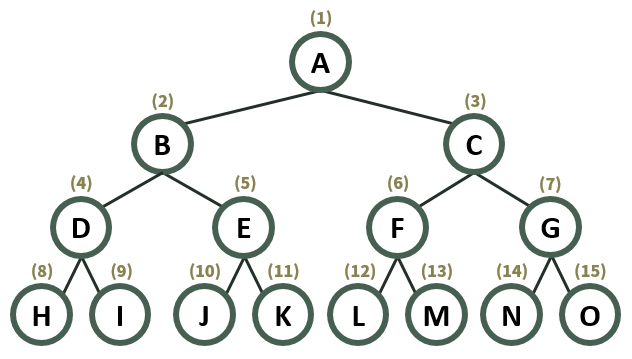 (1)
A
(2) (3)
B C
(4) (5) (6) (7)
D E F G
(8) (9) (10) (11) (12) (13) (14) (15)
H I J K L M N O